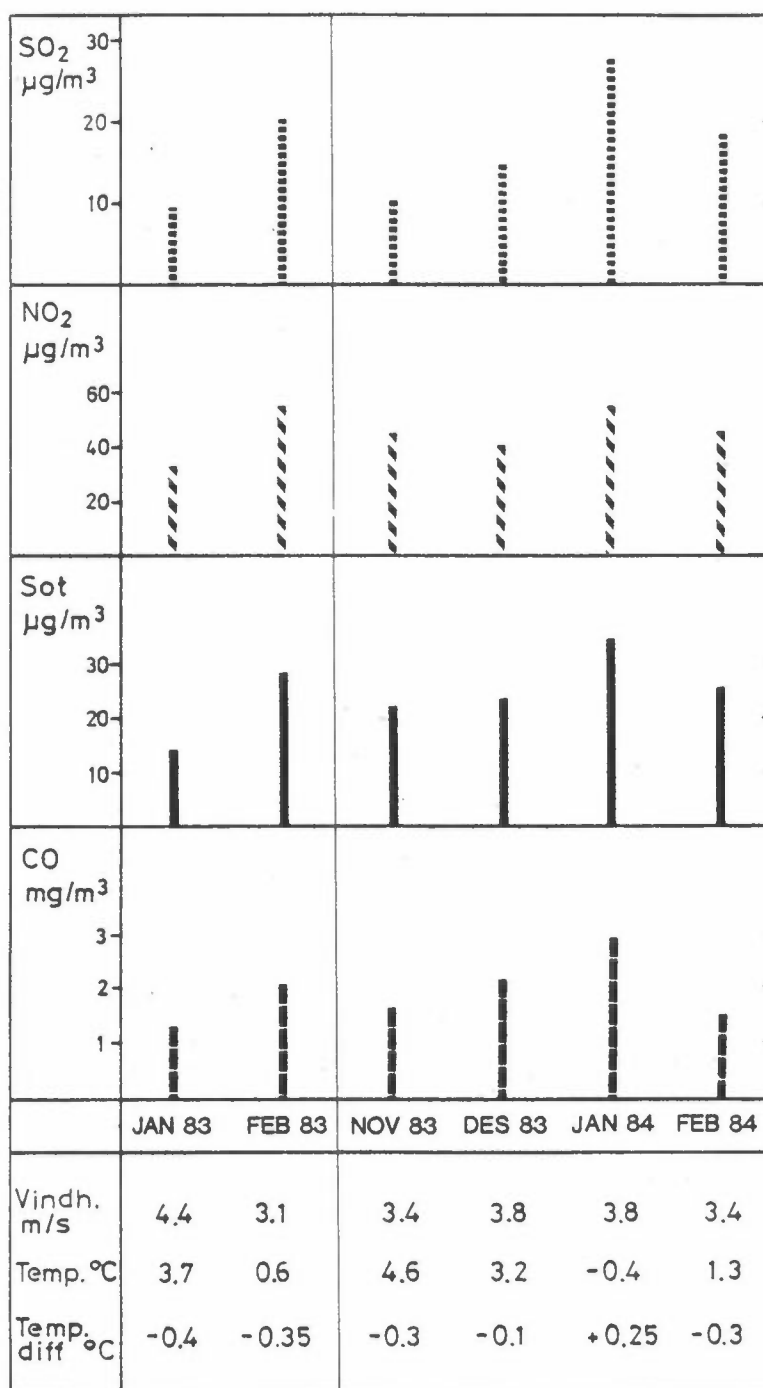 SO₂
µg/m³
30
20
10
NO₂
µg/m³
60
40
20
Sot
µg/m³
30
20
10
CO
mg/m³
3
2
1
JAN 83 FEB 83 NOV 83 DES 83 JAN 84 FEB 84
Vindh. m/s 4.4 3.1 3.4 3.8 3.8 3.4
Temp. °C 3.7 0.6 4.6 3.2 -0.4 1.3
Temp. diff °C -0.4 -0.35 -0.3 -0.1 +0.25 -0.3